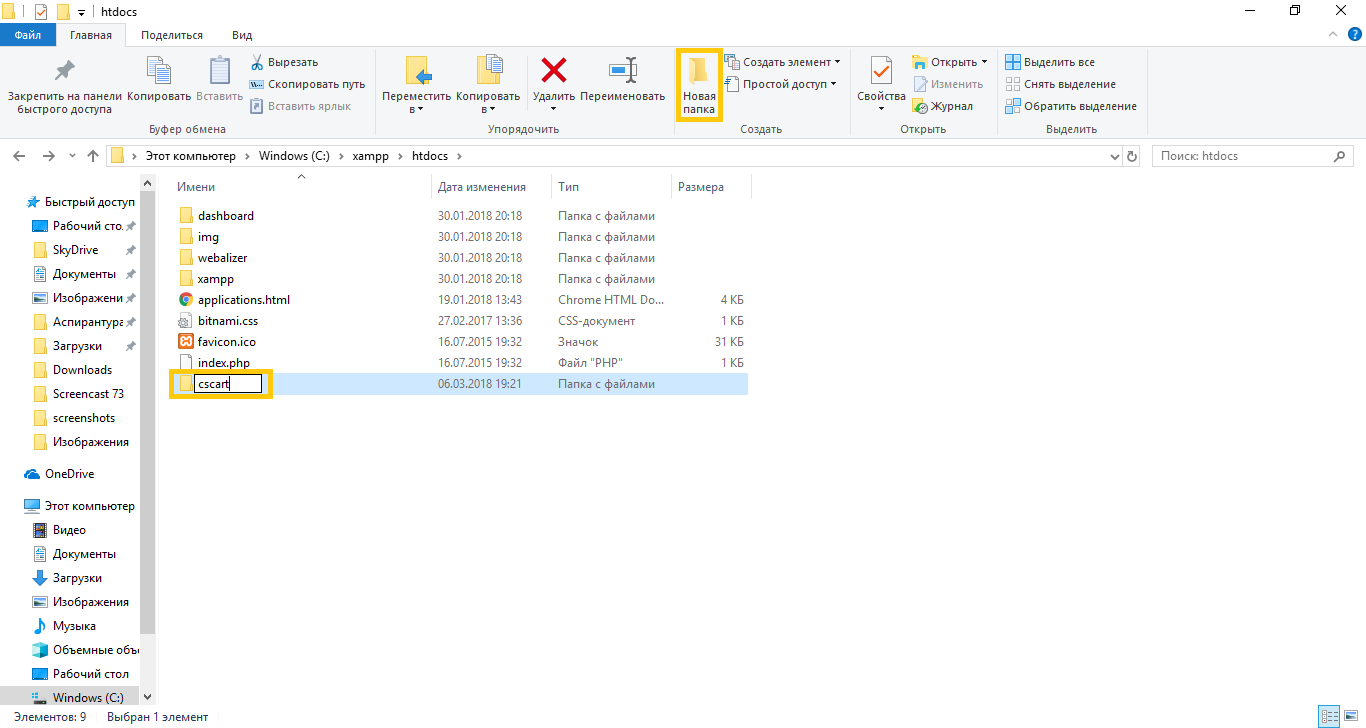 htdocs
Файл Главная Поделиться Вид
Закрепить на панели быстрого доступа
Копировать
Вставить
Вырезать
Скопировать путь
Вставить ярлык
Буфер обмена
Переместить в
Копировать в
Удалить
Переименовать
Упорядочить
Новая папка
Создать элемент
Простой доступ
Создать
Свойства
Открыть
Изменить
Журнал
Открыть
Выделить все
Снять выделение
Обратить выделение
Выделить
Этот компьютер > Windows (C:) > xampp > htdocs >
Поиск: htdocs
Имени Дата изменения Тип Размера
dashboard 30.01.2018 20:18 Папка с файлами
img 30.01.2018 20:18 Папка с файлами
webalizer 30.01.2018 20:18 Папка с файлами
xampp 30.01.2018 20:18 Папка с файлами
applications.html 19.01.2018 13:43 Chrome HTML Do... 4 КБ
bitnami.css 27.02.2017 13:36 CSS-документ 1 КБ
favicon.ico 16.07.2015 19:32 Значок 31 КБ
index.php 16.07.2015 19:32 Файл "PHP" 1 КБ
cscart 06.03.2018 19:21 Папка с файлами
Быстрый доступ
Рабочий сто.
SkyDrive
Документы
Изображени
Аспирантура
Загрузки
Downloads
Screencast 73
screenshots
Изображения
OneDrive
Этот компьютер
Видео
Документы
Загрузки
Изображения
Музыка
Объемные объ
Рабочий стол
Windows (C:)
Элементов: 9 Выбран 1 элемент